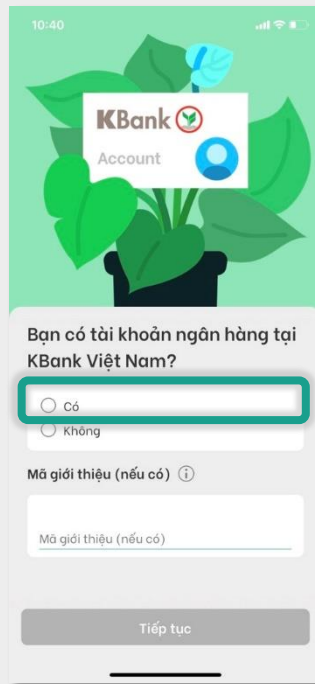 10:40
KBank
Account
Bạn có tài khoản ngân hàng tại
KBank Việt Nam?
Có
Không
Mã giới thiệu (nếu có)
Mã giới thiệu (nếu có)
Tiếp tục